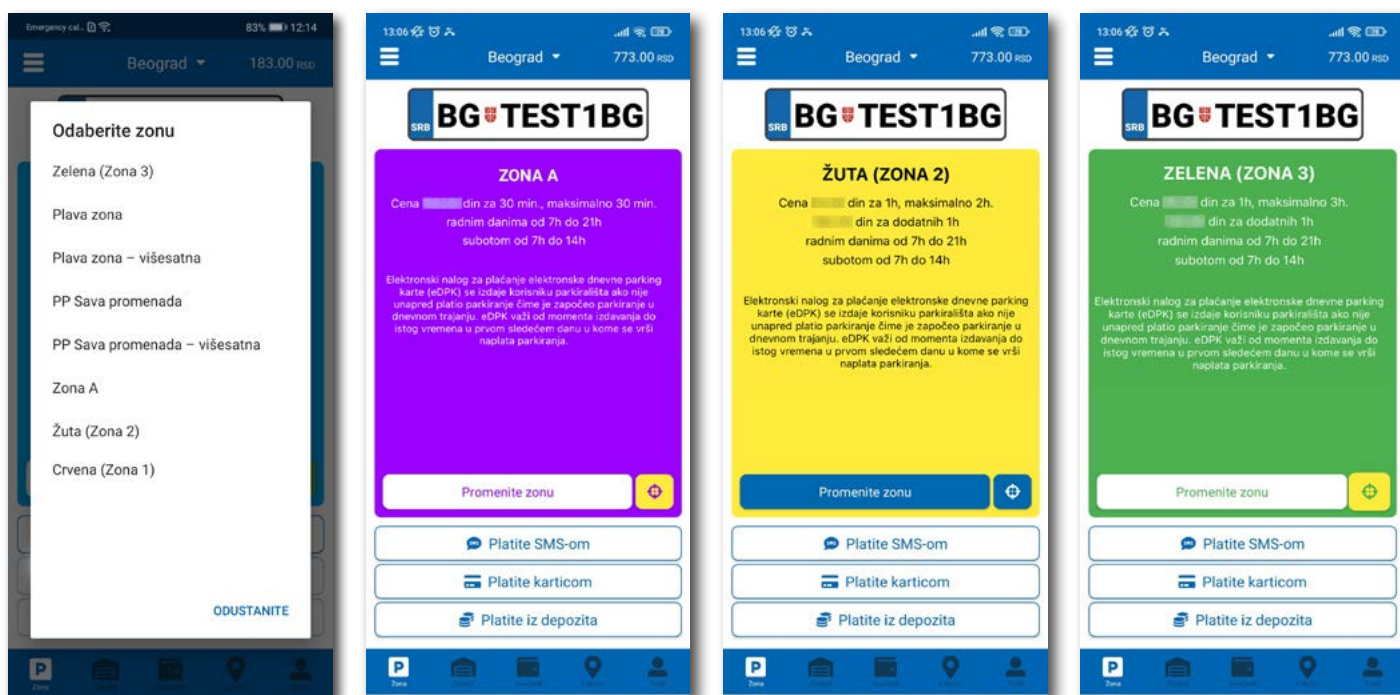 Emergency cal..
83%
12:14
Beograd
183.00 RSD
Odaberite zonu
Zelena (Zona 3)
Plava zona
Plava zona – višesatna
PP Sava promenada
PP Sava promenada – višesatna
Zona A
Žuta (Zona 2)
Crvena (Zona 1)
ODUSTANITE
P
Zona
13:06
Beograd
773.00 RSD
SRB BG TEST1BG
ZONA A
Cena din za 30 min., maksimalno 30 min.
radnim danima od 7h do 21h
subotom od 7h do 14h
Elektronski nalog za plaćanje elektronske dnevne parking
karte (eDPK) se izdaje korisniku parkirališta ako nije
unapred platio parkiranje čime je započeo parkiranje u
dnevnom trajanju. eDPK važi od momenta izdavanja do
istog vremena u prvom sledećem danu u kome se vrši
naplata parkiranja.
Promenite zonu
SMS Platite SMS-om
Platite karticom
Platite iz depozita
P
Zona
13:06
Beograd
773.00 RSD
SRB BG TEST1BG
ŽUTA (ZONA 2)
Cena din za 1h, maksimalno 2h.
din za dodatnih 1h
radnim danima od 7h do 21h
subotom od 7h do 14h
Elektronski nalog za plaćanje elektronske dnevne parking
karte (eDPK) se izdaje korisniku parkirališta ako nije
unapred platio parkiranje čime je započeo parkiranje u
dnevnom trajanju. eDPK važi od momenta izdavanja do
istog vremena u prvom sledećem danu u kome se vrši
naplata parkiranja.
Promenite zonu
SMS Platite SMS-om
Platite karticom
Platite iz depozita
P
Zona
13:06
Beograd
773.00 RSD
SRB BG TEST1BG
ZELENA (ZONA 3)
Cena din za 1h, maksimalno 3h.
din za dodatnih 1h
radnim danima od 7h do 21h
subotom od 7h do 14h
Elektronski nalog za plaćanje elektronske dnevne parking
karte (eDPK) se izdaje korisniku parkirališta ako nije
unapred platio parkiranje čime je započeo parkiranje u
dnevnom trajanju. eDPK važi od momenta izdavanja do
istog vremena u prvom sledećem danu u kome se vrši
naplata parkiranja.
Promenite zonu
SMS Platite SMS-om
Platite karticom
Platite iz depozita
P
Zona